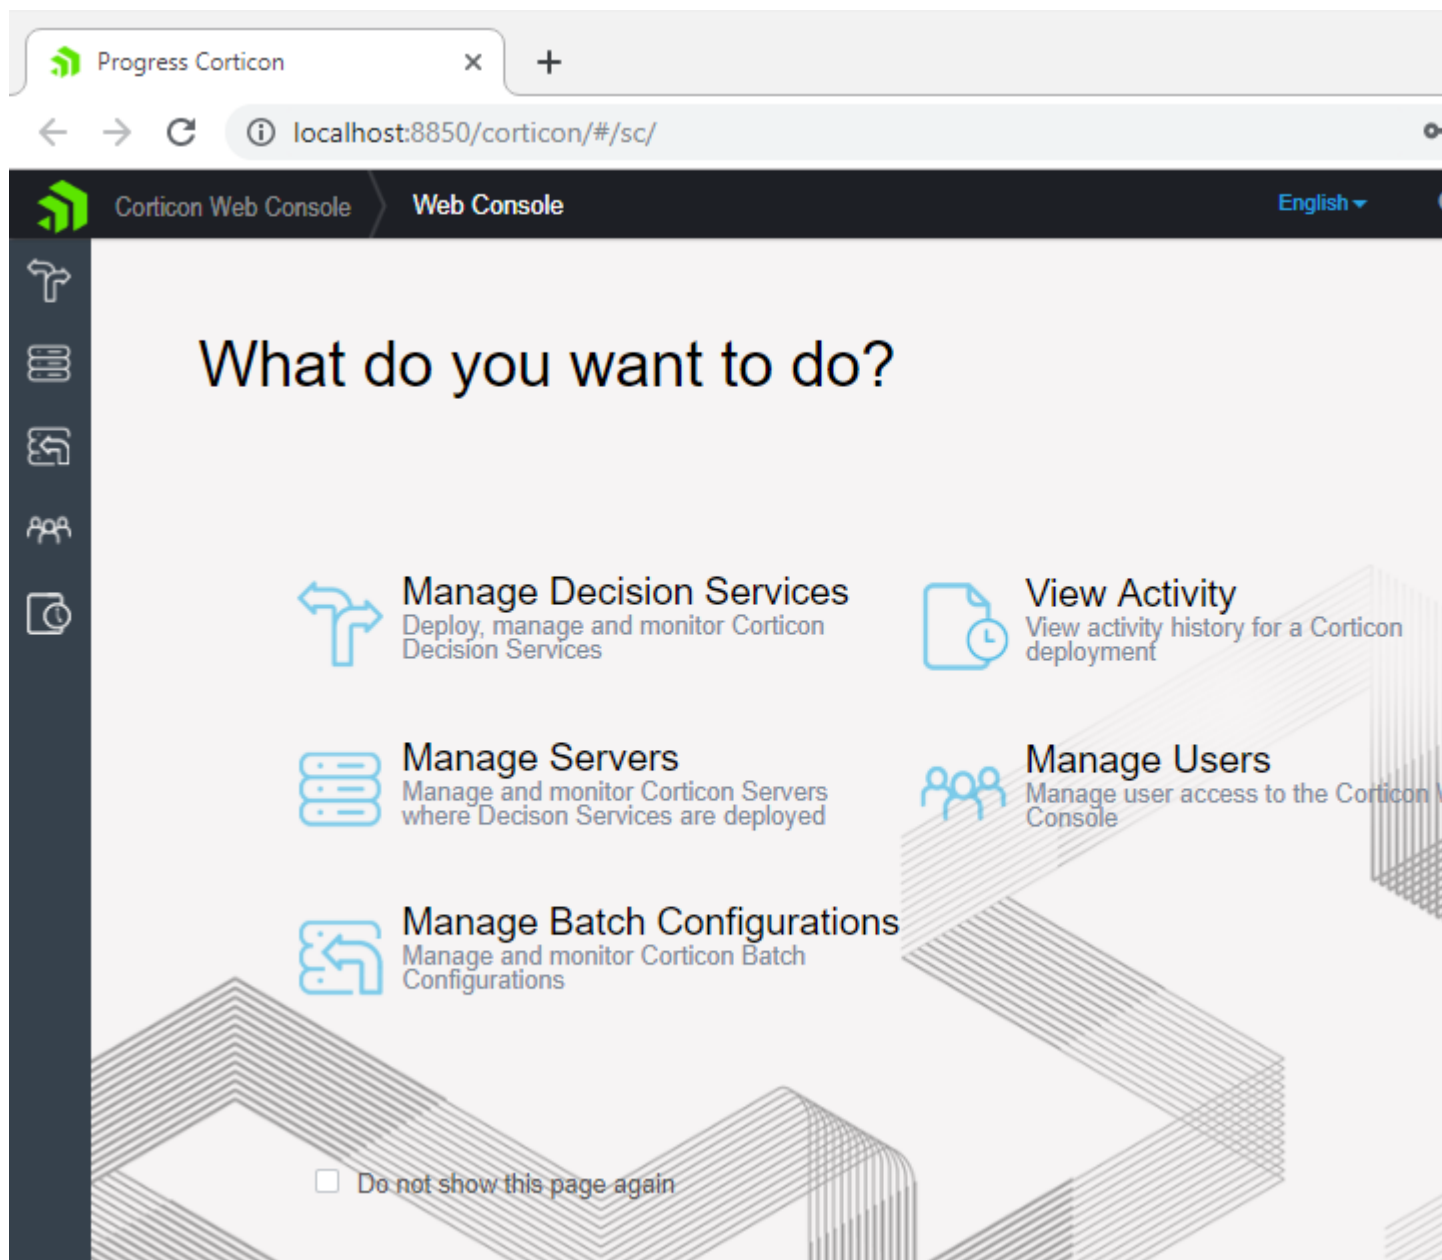 Progress Corticon
localhost:8850/corticon/#/sc/
Corticon Web Console
Web Console
English
What do you want to do?
Manage Decision Services
Deploy, manage and monitor Corticon
Decision Services
View Activity
View activity history for a Corticon
deployment
Manage Servers
Manage and monitor Corticon Servers
where Decison Services are deployed
Manage Users
Manage user access to the Corticon
Console
Manage Batch Configurations
Manage and monitor Corticon Batch
Configurations
Do not show this page again